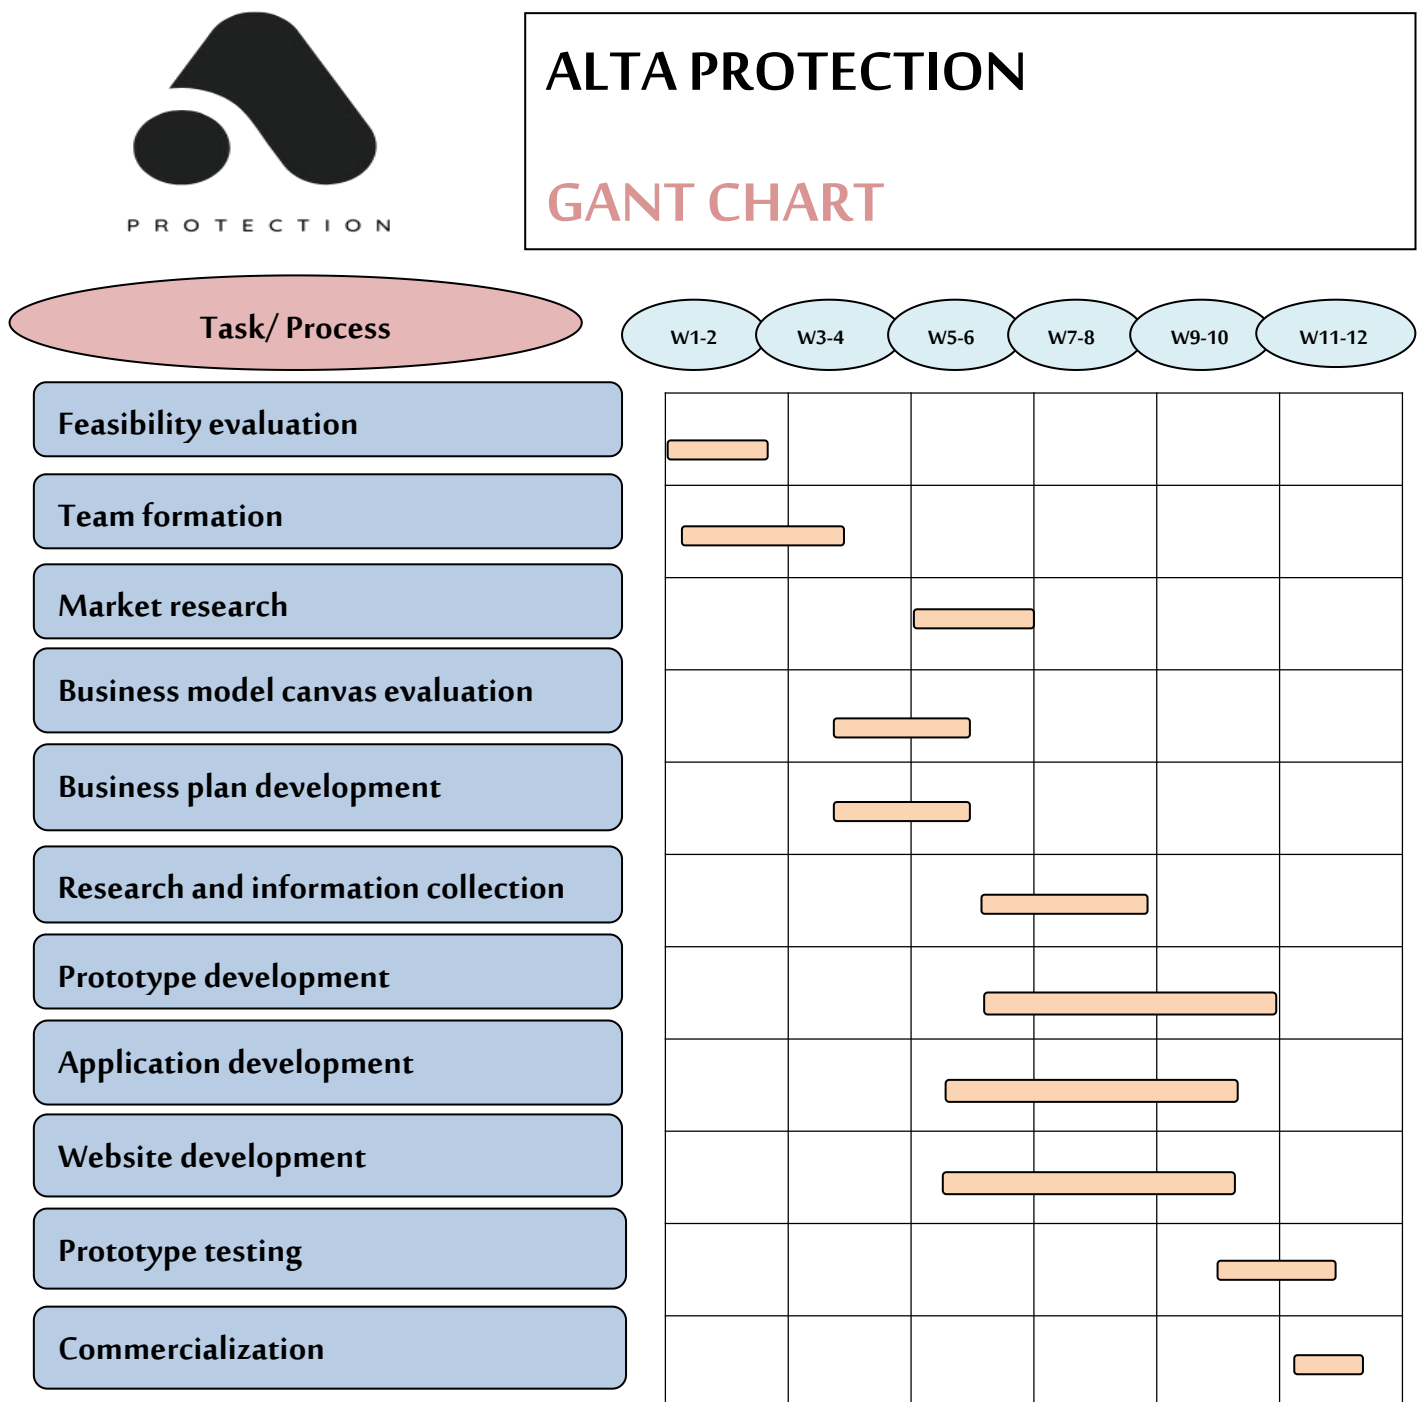 PROTECTION
ALTA PROTECTION
GANT CHART
Task/ Process
W1-2
W3-4
W5-6
W7-8
W9-10
W11-12
Feasibility evaluation
Team formation
Market research
Business model canvas evaluation
Business plan development
Research and information collection
Prototype development
Application development
Website development
Prototype testing
Commercialization